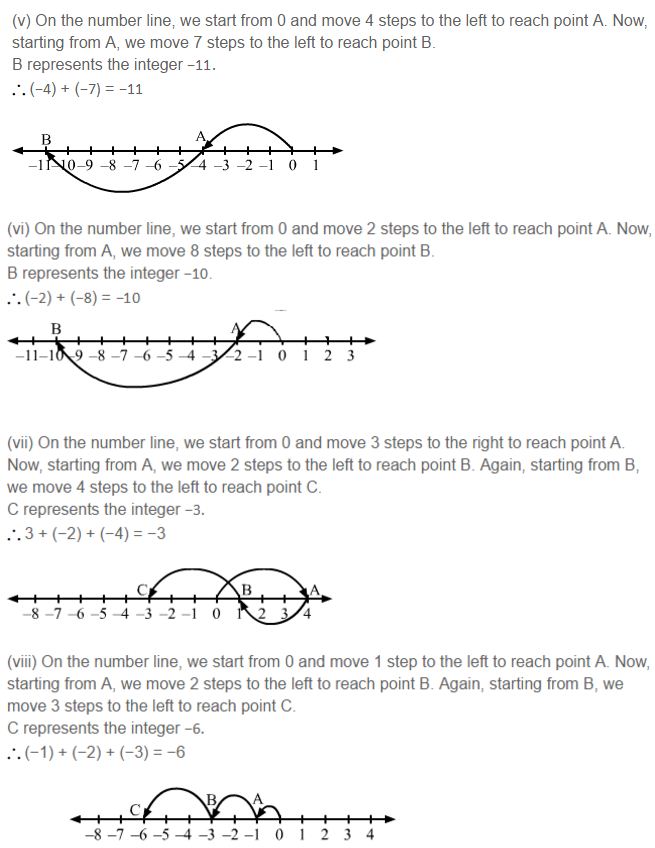 (v) On the number line, we start from 0 and move 4 steps to the left to reach point A. Now,
starting from A, we move 7 steps to the left to reach point B.
B represents the integer −11.
∴ (−4) + (−7) = −11
B A
−11 −10 −9 −8 −7 −6 −5 −4 −3 −2 −1 0 1
(vi) On the number line, we start from 0 and move 2 steps to the left to reach point A. Now,
starting from A, we move 8 steps to the left to reach point B.
B represents the integer −10.
∴ (−2) + (−8) = −10
B A
−11 −10 −9 −8 −7 −6 −5 −4 −3 −2 −1 0 1 2 3
(vii) On the number line, we start from 0 and move 3 steps to the right to reach point A.
Now, starting from A, we move 2 steps to the left to reach point B. Again, starting from B,
we move 4 steps to the left to reach point C.
C represents the integer −3.
∴ 3 + (−2) + (−4) = −3
C B A
−8 −7 −6 −5 −4 −3 −2 −1 0 1 2 3 4
(viii) On the number line, we start from 0 and move 1 step to the left to reach point A. Now,
starting from A, we move 2 steps to the left to reach point B. Again, starting from B, we
move 3 steps to the left to reach point C.
C represents the integer −6.
∴ (−1) + (−2) + (−3) = −6
C B A
−8 −7 −6 −5 −4 −3 −2 −1 0 1 2 3 4